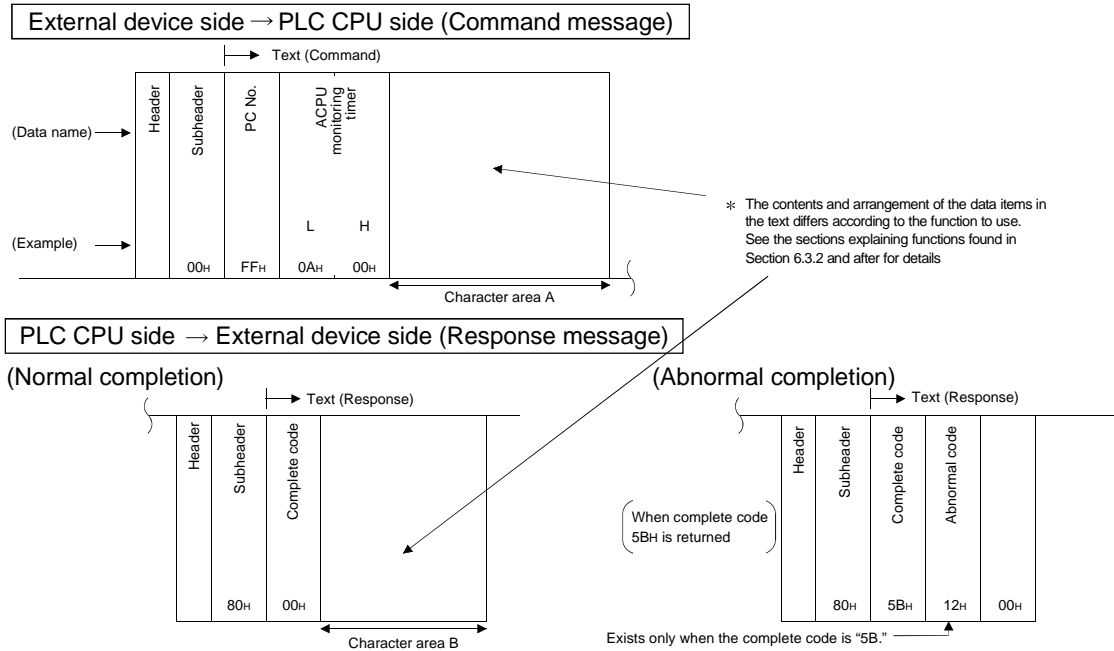 External device side → PLC CPU side (Command message)
Text (Command)
(Data name)
Header
Subheader
PC No.
ACPU
monitoring
timer
L H
(Example)
00H FFH 0AH 00H
Character area A
* The contents and arrangement of the data items in
the text differs according to the function to use.
See the sections explaining functions found in
Section 6.3.2 and after for details
PLC CPU side → External device side (Response message)
(Normal completion)
Text (Response)
Header
Subheader
Complete code
80H 00H
Character area B
(Abnormal completion)
Text (Response)
Header
Subheader
Complete code
Abnormal code
When complete code
5BH is returned
80H 5BH 12H 00H
Exists only when the complete code is “5B.”